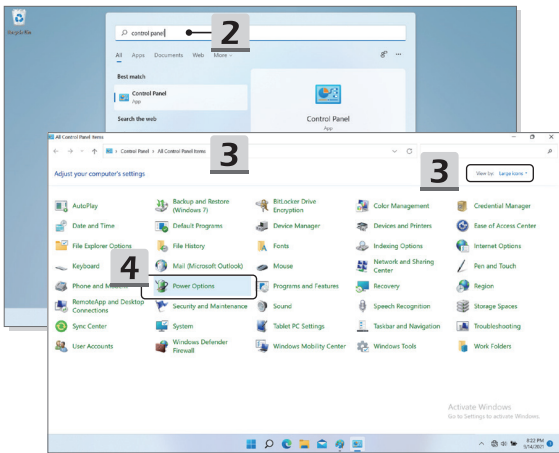 Recycle Bin
control panel
2
All Apps Documents Web More
Best match
Control Panel
App
Search the web
Control Panel
App
All Control Panel Items
Control Panel > All Control Panel Items
3
3
Adjust your computer's settings
View by: Large icons
AutoPlay
Backup and Restore
(Windows 7)
BitLocker Drive
Encryption
Color Management
Credential Manager
Date and Time
Default Programs
Device Manager
Devices and Printers
Ease of Access Center
File Explorer Options
File History
Fonts
Indexing Options
Internet Options
Keyboard
Mail (Microsoft Outlook)
Mouse
Network and Sharing
Center
Pen and Touch
4
Phone and Modem
Power Options
Programs and Features
Recovery
Region
RemoteApp and Desktop
Connections
Security and Maintenance
Sound
Speech Recognition
Storage Spaces
Sync Center
System
Tablet PC Settings
Taskbar and Navigation
Troubleshooting
User Accounts
Windows Defender
Firewall
Windows Mobility Center
Windows Tools
Work Folders
Activate Windows
Go to Settings to activate Windows.
8:22 PM
5/14/2021